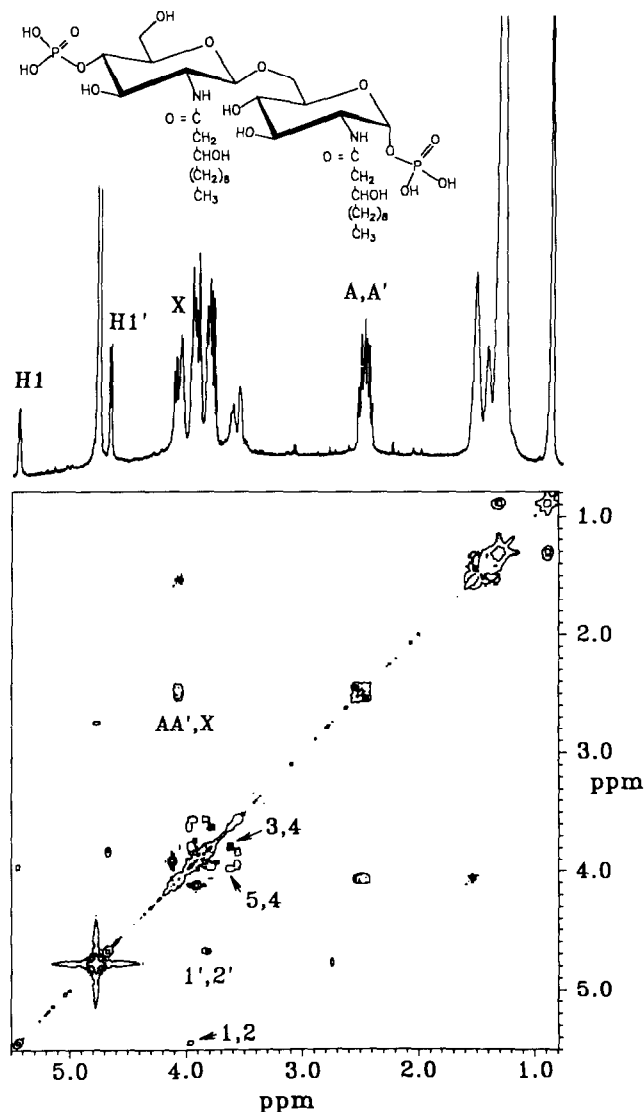 OH
HO O
P HO
HO O O O
HO O
NH HO O
O = C HO
CH2 NH O
CHOH O = C P O
(CH2)8 CH2 OH OH
CH3 CHOH
(CH2)8
CH3
H1
H1'
X
A,A'
1.0
2.0
AA',X
3.0
ppm
3,4
4.0
5,4
1',2'
5.0
1,2
5.0 4.0 3.0 2.0 1.0
ppm